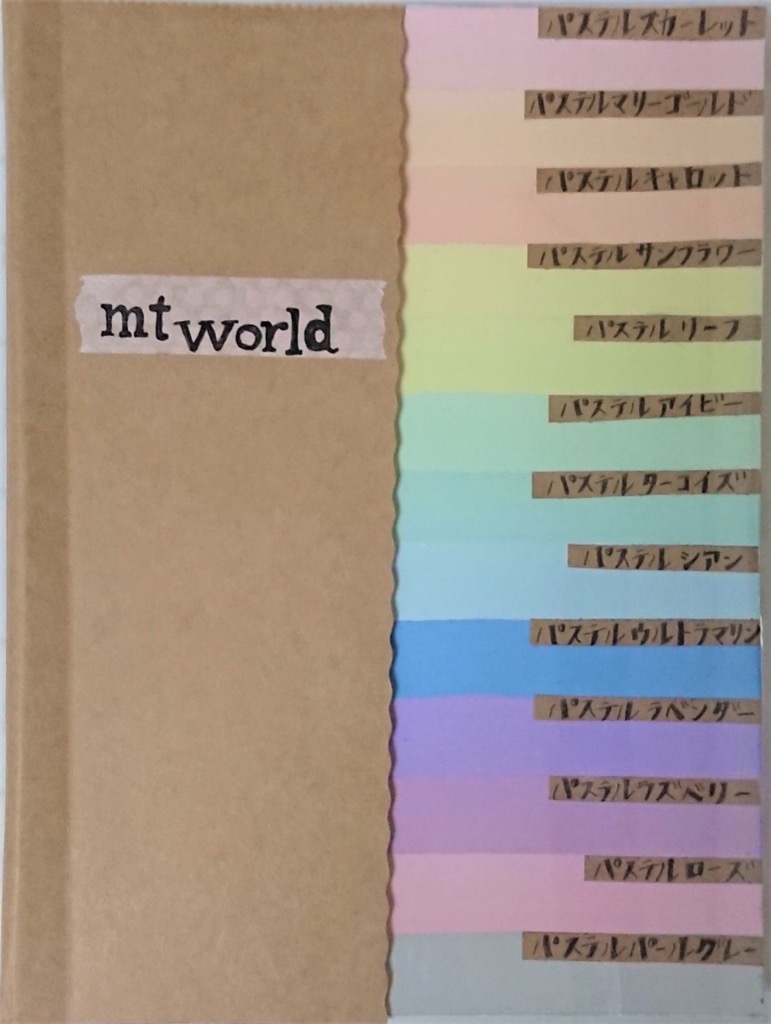 パステルスカーレット
パステルマリーゴールド
パステルキャロット
パステルサンフラワー
mt world
パステルリーフ
パステルアイビー
パステルターコイズ
パステルシアン
パステルウルトラマリン
パステルラベンダー
パステルラズベリー
パステルローズ
パステルパールグレー